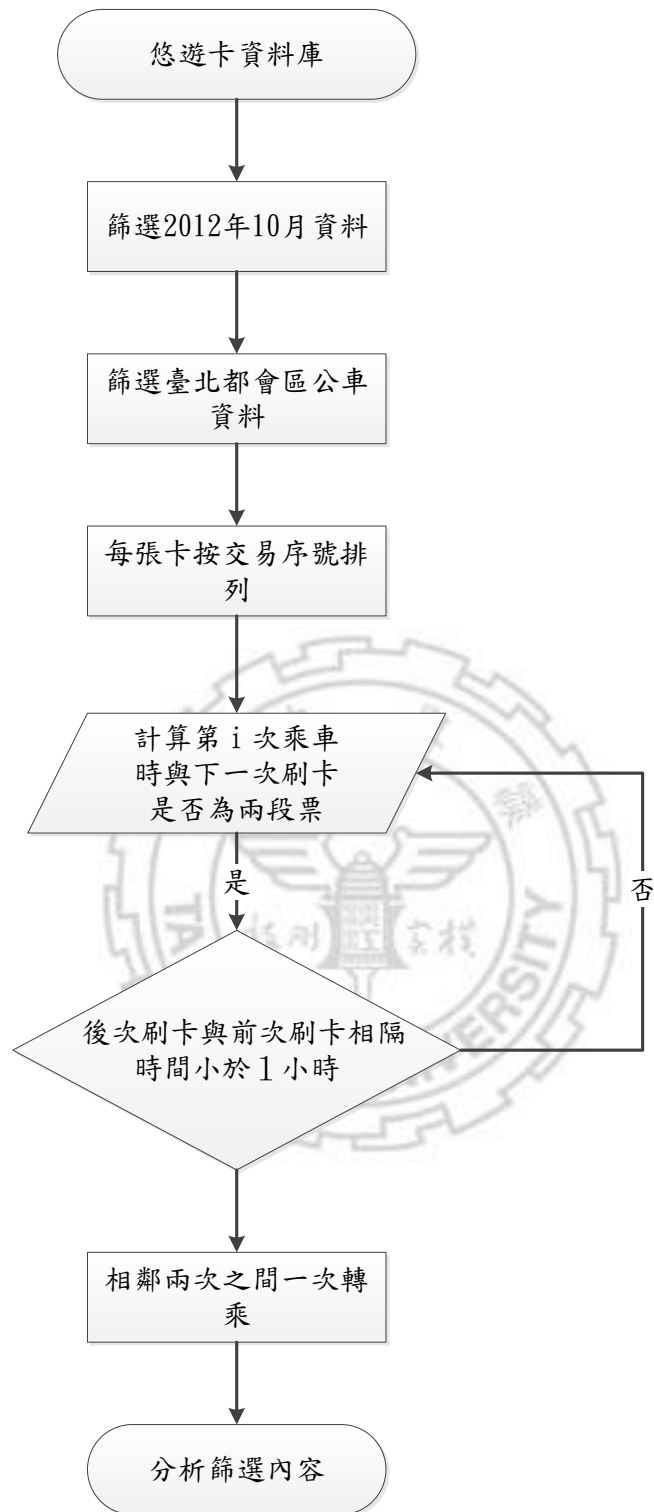 悠遊卡資料庫
篩選2012年10月資料
篩選臺北都會區公車
資料
每張卡按交易序號排
列
計算第 i 次乘車
時與下一次刷卡
是否為兩段票
是
否
後次刷卡與前次刷卡相隔
時間小於１小時
相鄰兩次之間一次轉
乘
分析篩選內容